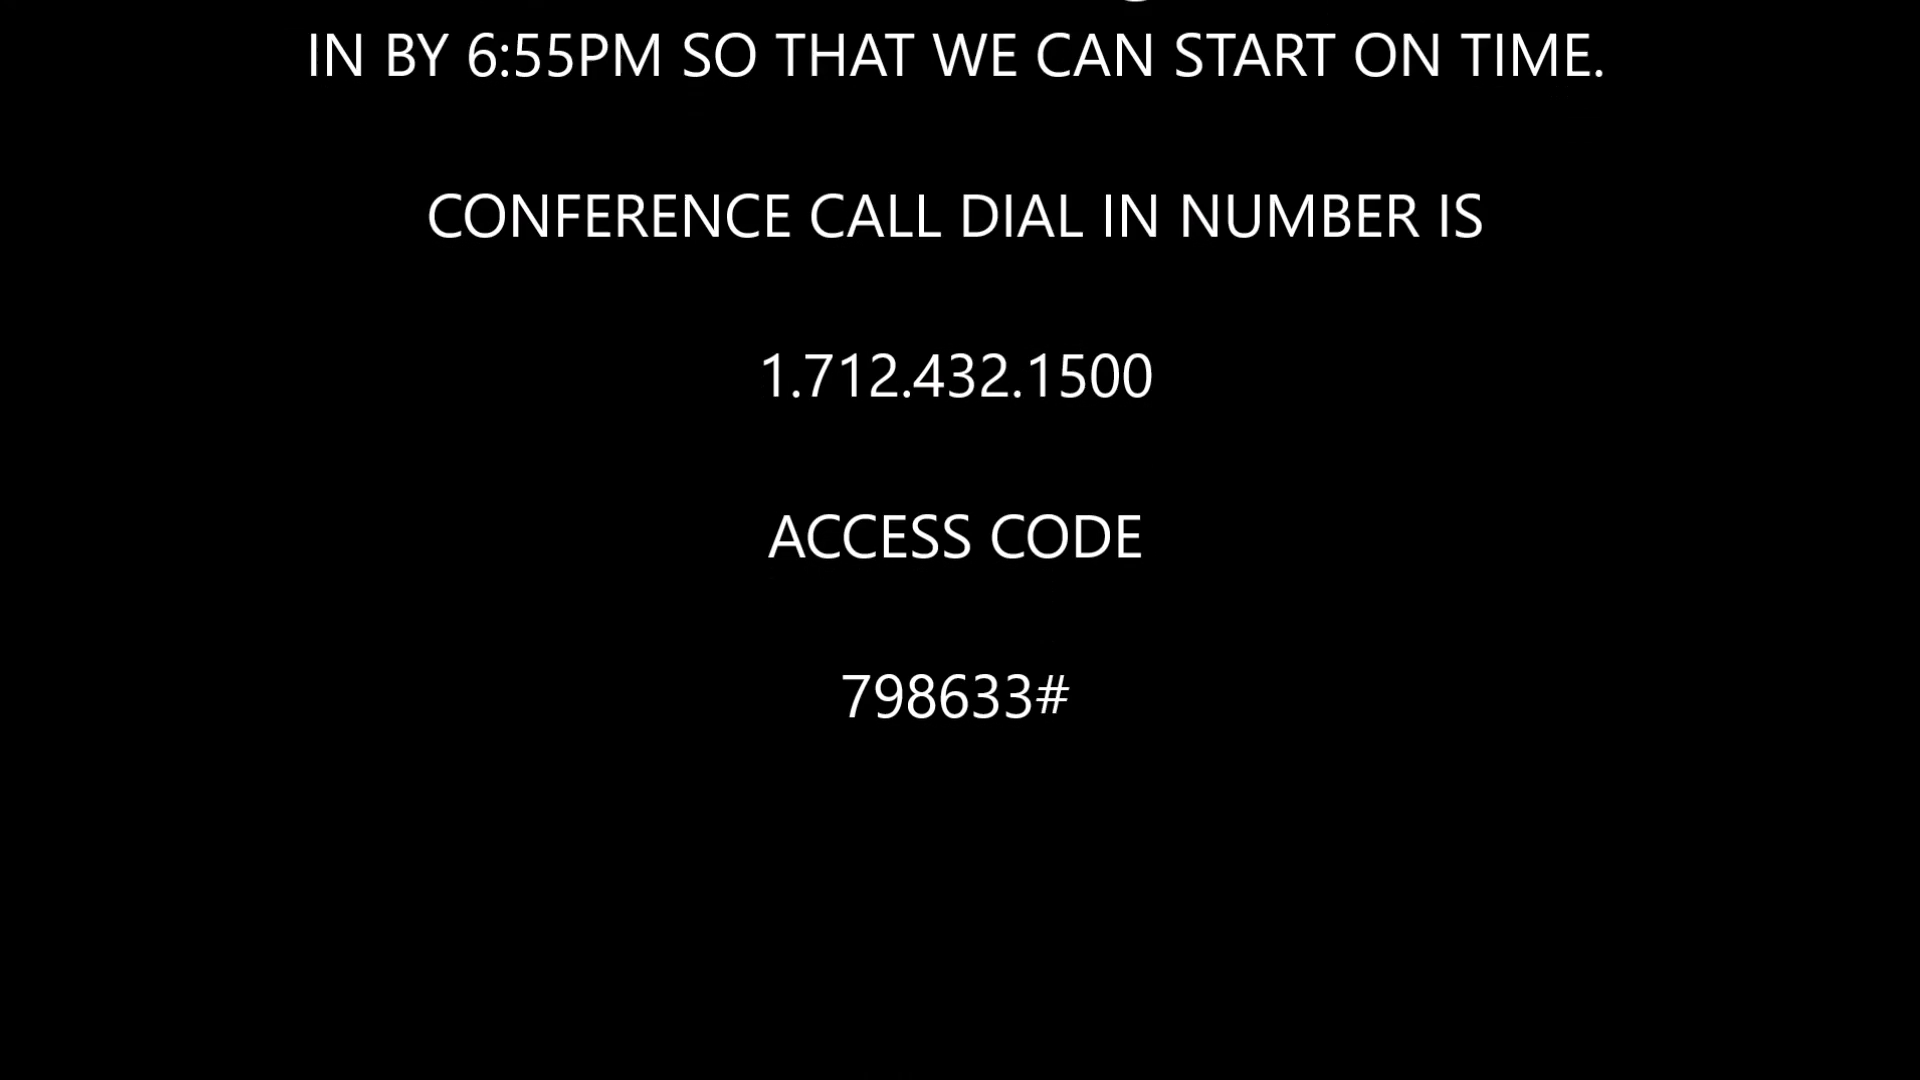 IN BY 6:55PM SO THAT WE CAN START ON TIME.
CONFERENCE CALL DIAL IN NUMBER IS
1.712.432.1500
ACCESS CODE
798633#